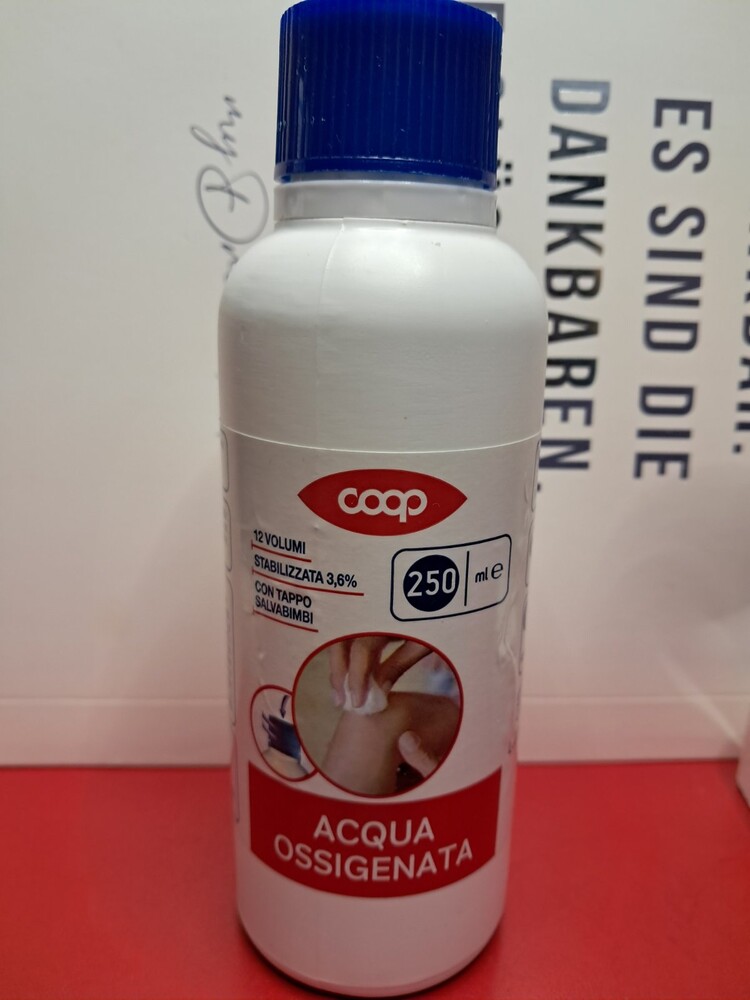 coop
12 VOLUMI
STABILIZZATA 3,6%
CON TAPPO
SALVABIMBI
250 ml e
ACQUA
OSSIGENATA
ES SIND DIE
DANKBAREN.